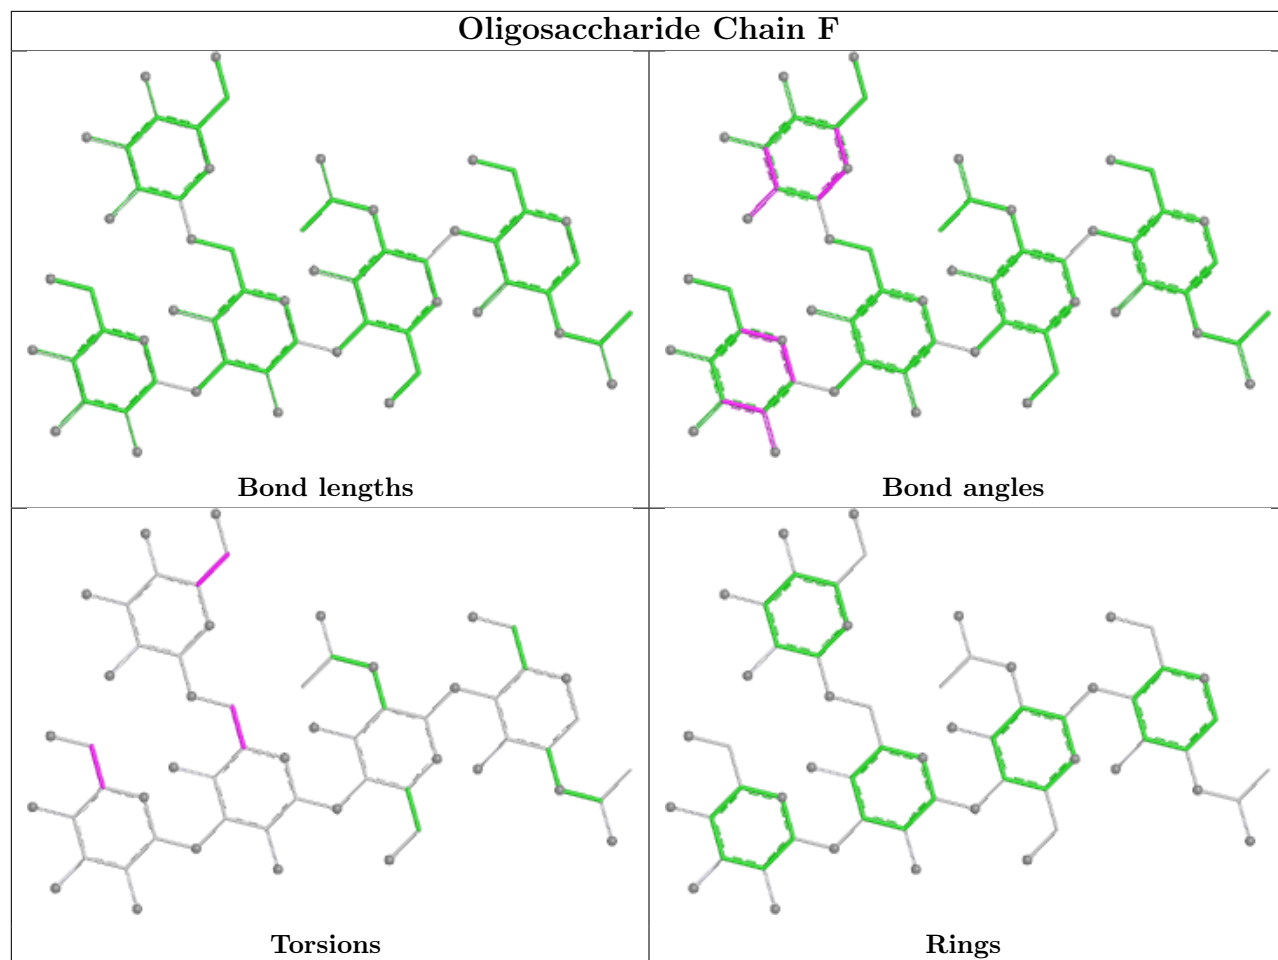 Oligosaccharide Chain F
Bond lengths
Bond angles
Torsions
Rings